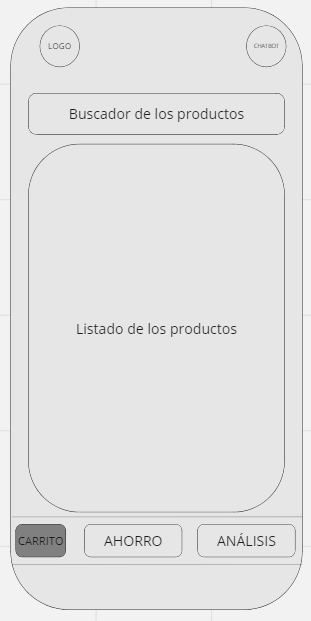 LOGO
CHATBOT
Buscador de los productos
Listado de los productos
CARRITO
AHORRO
ANÁLISIS